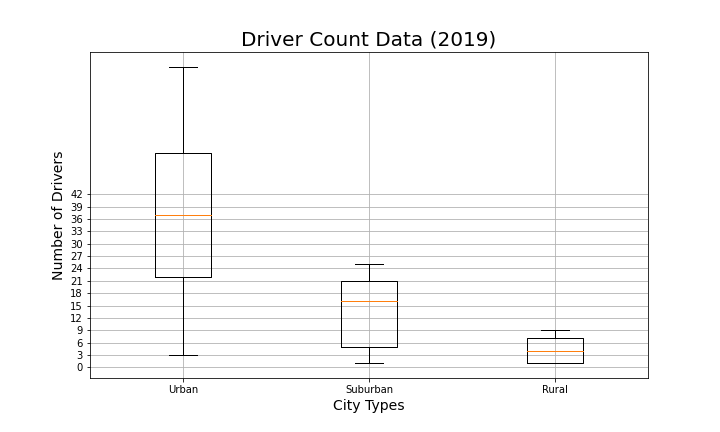 Driver Count Data (2019)
Number of Drivers
42
39
36
33
30
27
24
21
18
15
12
9
6
3
0
Urban
Suburban
Rural
City Types